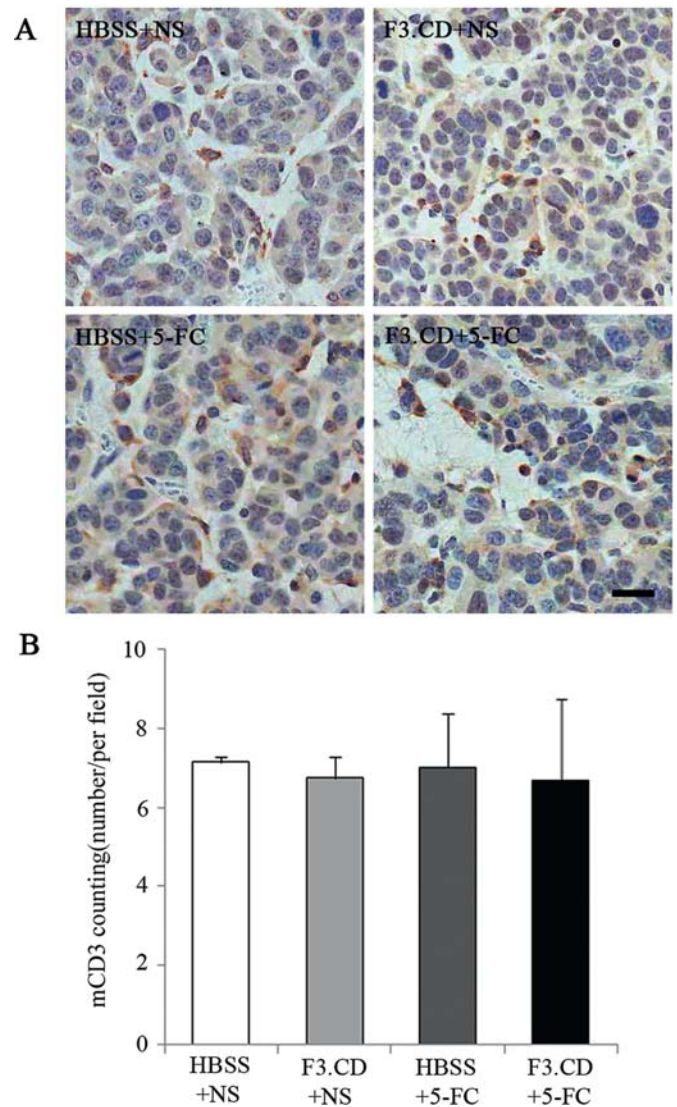 A
HBSS+NS
F3.CD+NS
HBSS+5-FC
F3.CD+5-FC
B
mCD3 counting(number/per field)
10
8
6
4
2
0
HBSS
+NS
F3.CD
+NS
HBSS
+5-FC
F3.CD
+5-FC